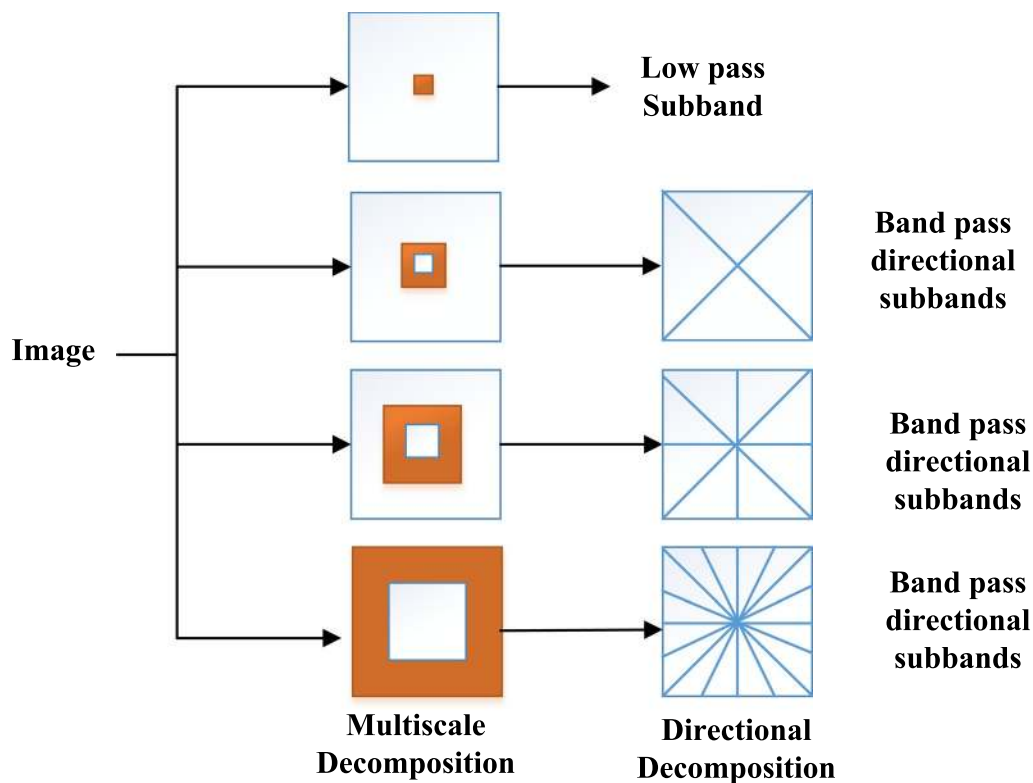 Low pass
Subband
Band pass
directional
subbands
Image
Band pass
directional
subbands
Band pass
directional
subbands
Multiscale
Decomposition
Directional
Decomposition